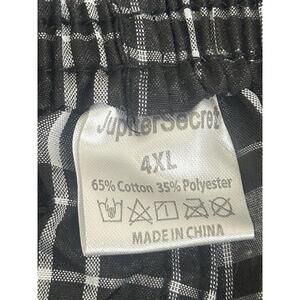 JupiterSecret
4XL
65% Cotton 35% Polyester
MADE IN CHINA